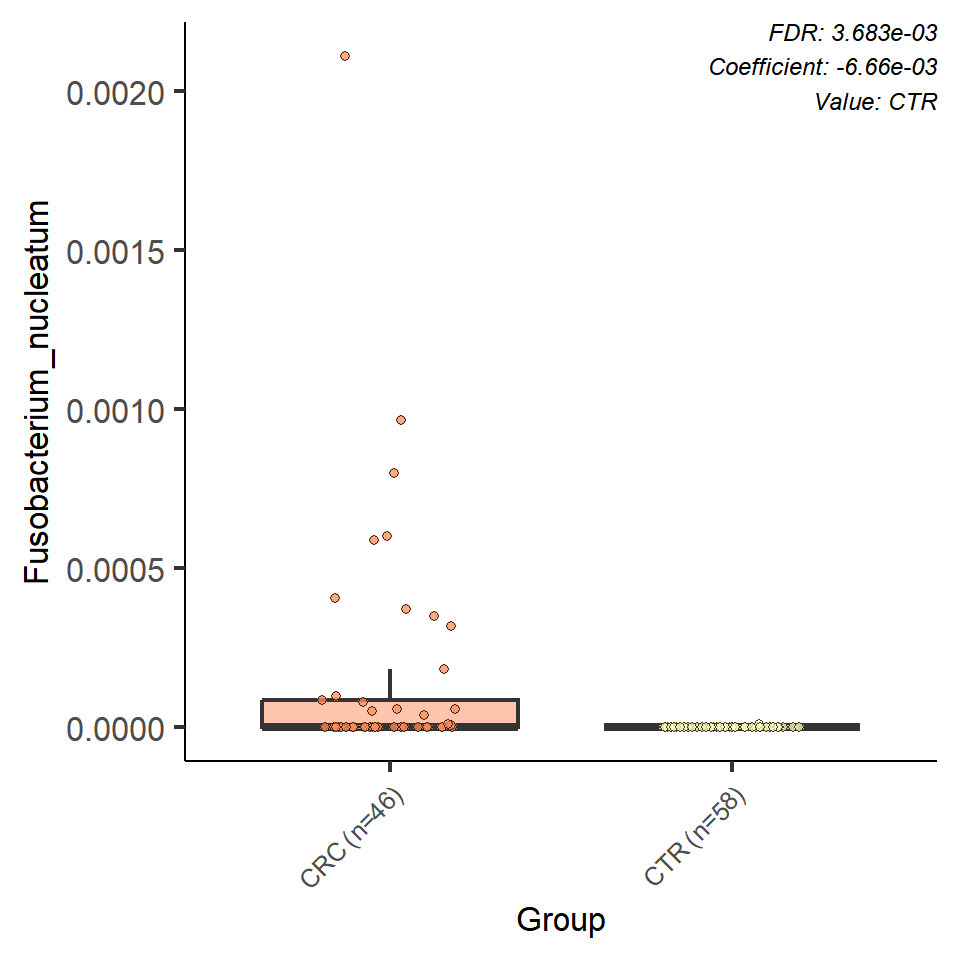 FDR: 3.683e-03
Coefficient: -6.66e-03
Value: CTR
Fusobacterium_nucleatum
0.0020
0.0015
0.0010
0.0005
0.0000
CRC (n=46)
CTR (n=58)
Group